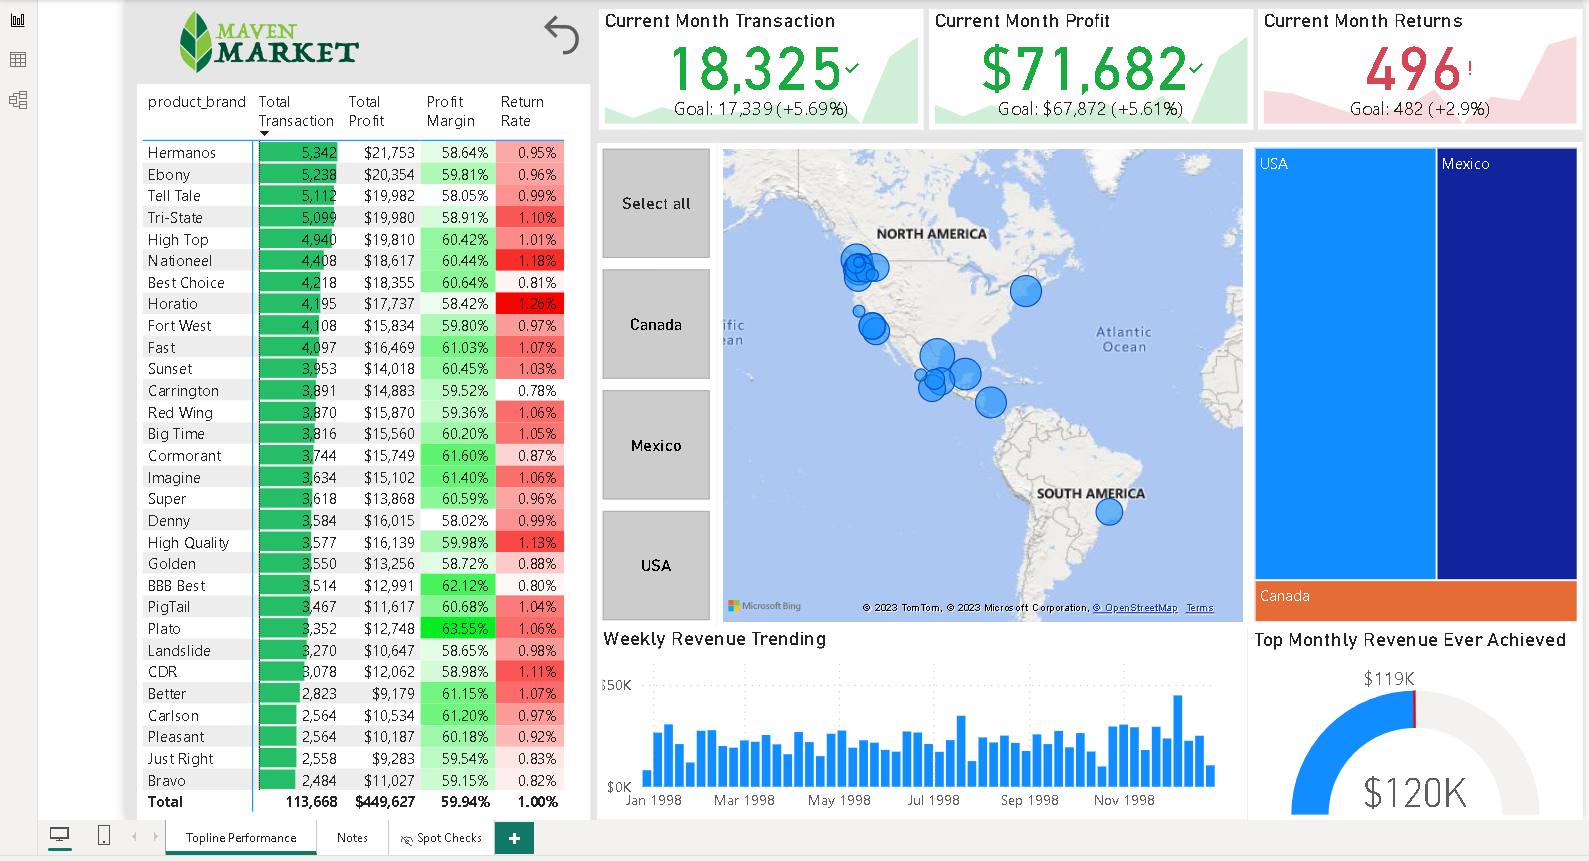 MAVEN
MARKET
Current Month Transaction
18,325
Goal: 17,339 (+5.69%)
Current Month Profit
$71,682
Goal: $67,872 (+5.61%)
Current Month Returns
496!
Goal: 482 (+2.9%)
product_brand Total Transaction Total Profit Profit Margin Return Rate
Hermanos 5,342 $21,753 58.64% 0.95%
Ebony 5,238 $20,354 59.81% 0.96%
Tell Tale 5,112 $19,982 58.05% 0.99%
Tri-State 5,099 $19,980 58.91% 1.10%
High Top 4,940 $19,810 60.42% 1.01%
Nationeel 4,408 $18,617 60.44% 1.18%
Best Choice 4,218 $18,355 60.64% 0.81%
Horatio 4,195 $17,737 58.42% 1.26%
Fort West 4,108 $15,834 59.80% 0.97%
Fast 4,097 $16,469 61.03% 1.07%
Sunset 3,953 $14,018 60.45% 1.03%
Carrington 3,891 $14,883 59.52% 0.78%
Red Wing 3,870 $15,870 59.36% 1.06%
Big Time 3,816 $15,560 60.20% 1.05%
Cormorant 3,744 $15,749 61.60% 0.87%
Imagine 3,634 $15,102 61.40% 1.06%
Super 3,618 $13,868 60.59% 0.96%
Denny 3,584 $16,015 58.02% 0.99%
High Quality 3,577 $16,139 59.98% 1.13%
Golden 3,550 $13,256 58.72% 0.88%
BBB Best 3,514 $12,991 62.12% 0.80%
PigTail 3,467 $11,617 60.68% 1.04%
Plato 3,352 $12,748 63.55% 1.06%
Landslide 3,270 $10,647 58.65% 0.98%
CDR 3,078 $12,062 58.98% 1.11%
Better 2,823 $9,179 61.15% 1.07%
Carlson 2,564 $10,534 61.20% 0.97%
Pleasant 2,564 $10,187 60.18% 0.92%
Just Right 2,558 $9,283 59.54% 0.83%
Bravo 2,484 $11,027 59.15% 0.82%
Total 113,668 $449,627 59.94% 1.00%
Select all
Canada
Mexico
USA
NORTH AMERICA
ific
ean
Atlantic
Ocean
SOUTH AMERICA
Microsoft Bing
© 2023 TomTom, © 2023 Microsoft Corporation, © OpenStreetMap Terms
USA
Mexico
Canada
Weekly Revenue Trending
$50K
$0K
Jan 1998 Mar 1998 May 1998 Jul 1998 Sep 1998 Nov 1998
Top Monthly Revenue Ever Achieved
$119K
$120K
Topline Performance Notes Spot Checks +